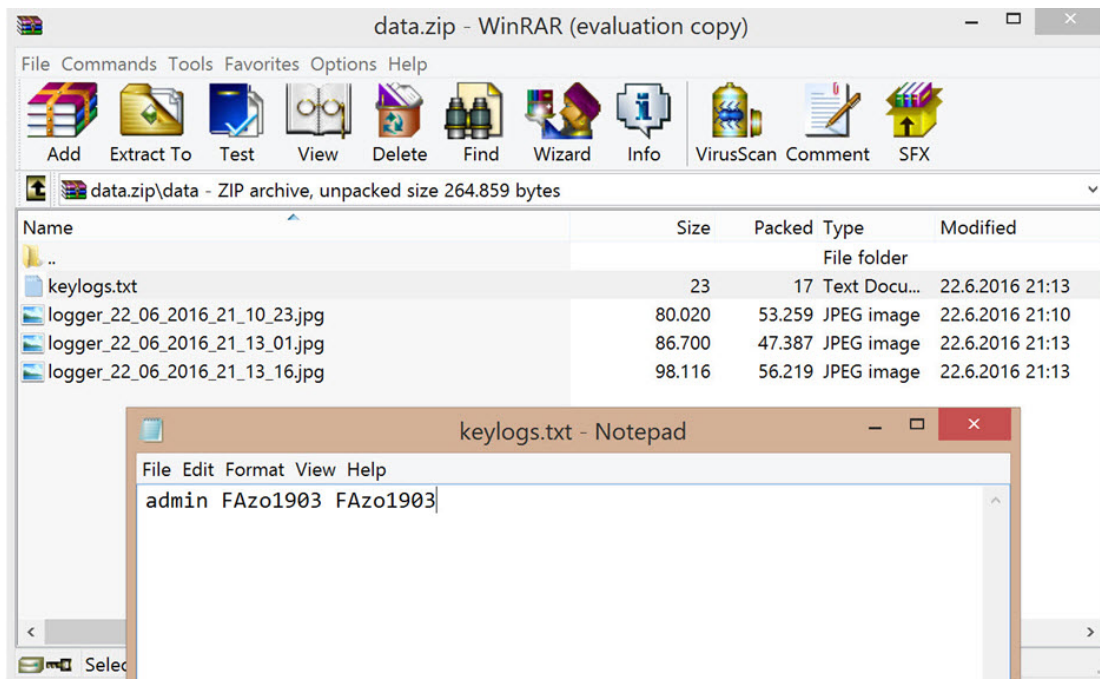 data.zip - WinRAR (evaluation copy)
File Commands Tools Favorites Options Help
Add Extract To Test View Delete Find Wizard Info VirusScan Comment SFX
data.zip\data - ZIP archive, unpacked size 264.859 bytes
Name Size Packed Type Modified
.. File folder
keylogs.txt 23 17 Text Docu... 22.6.2016 21:13
logger_22_06_2016_21_10_23.jpg 80.020 53.259 JPEG image 22.6.2016 21:10
logger_22_06_2016_21_13_01.jpg 86.700 47.387 JPEG image 22.6.2016 21:13
logger_22_06_2016_21_13_16.jpg 98.116 56.219 JPEG image 22.6.2016 21:13
keylogs.txt - Notepad
File Edit Format View Help
admin FAzo1903 FAzo1903
Selec